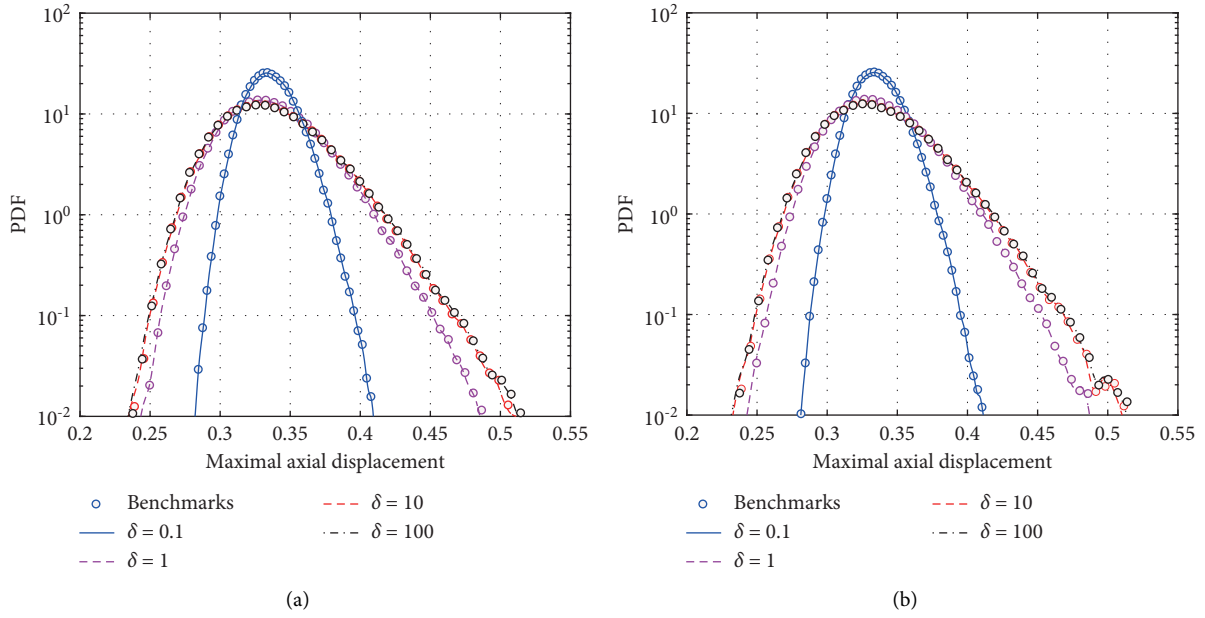 10^2
10^1
10^0
10^-1
10^-2
PDF
0.2 0.25 0.3 0.35 0.4 0.45 0.5 0.55
Maximal axial displacement
Benchmarks
δ = 0.1
δ = 1
δ = 10
δ = 100
(a)
10^2
10^1
10^0
10^-1
10^-2
PDF
0.2 0.25 0.3 0.35 0.4 0.45 0.5 0.55
Maximal axial displacement
Benchmarks
δ = 0.1
δ = 1
δ = 10
δ = 100
(b)